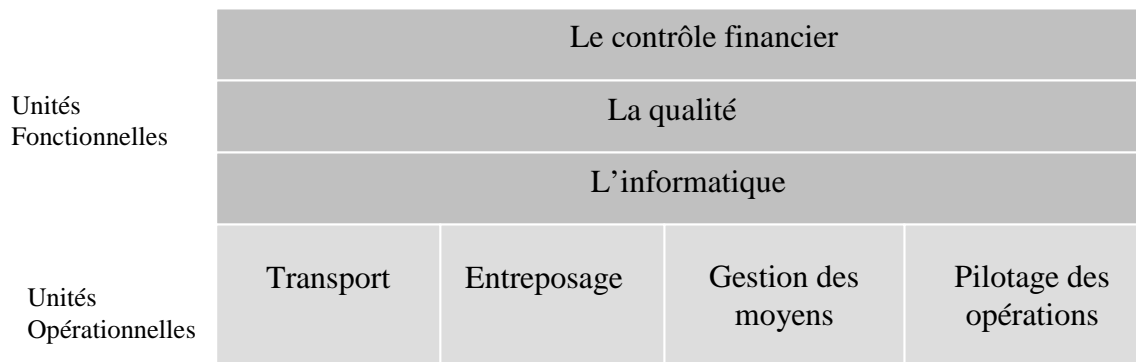 Le contrôle financier
Unités
Fonctionnelles
La qualité
L’informatique
Unités
Opérationnelles
Transport
Entreposage
Gestion des
moyens
Pilotage des
opérations